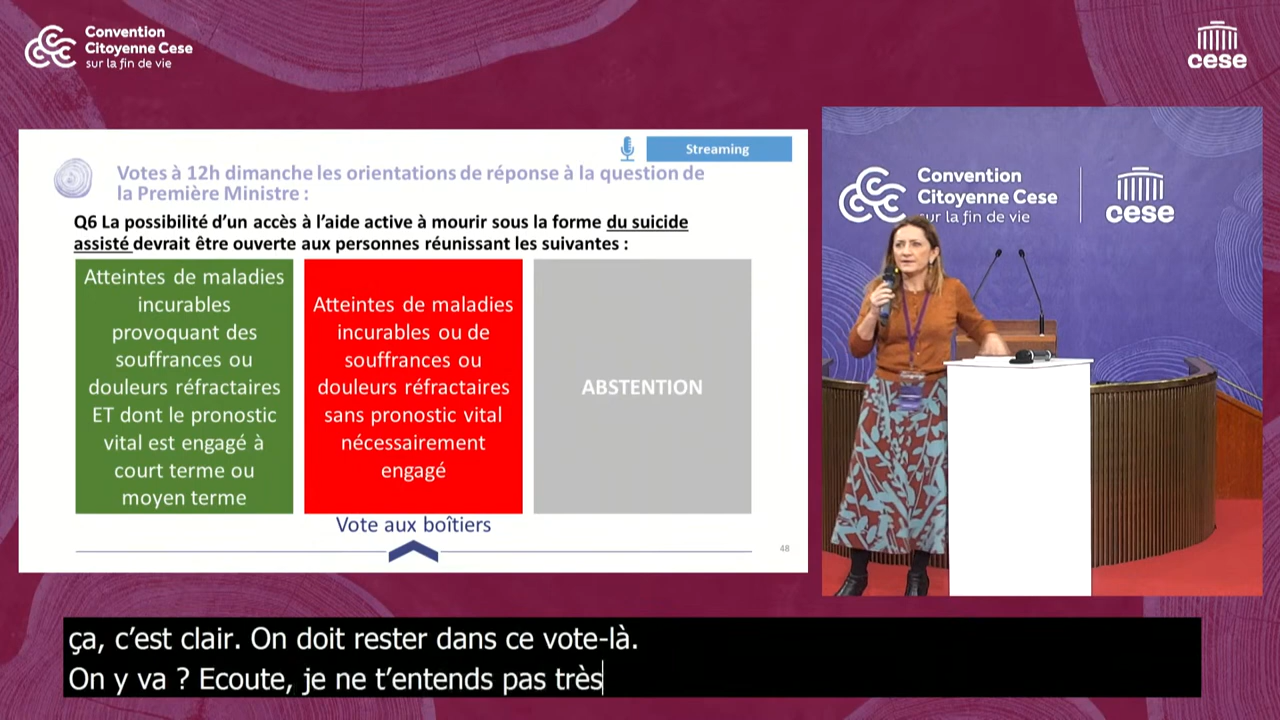 Convention
Citoyenne Cese
sur la fin de vie
cese
Streaming
Votes à 12h dimanche les orientations de réponse à la question de
la Première Ministre :
Q6 La possibilité d’un accès à l’aide active à mourir sous la forme du suicide
assisté devrait être ouverte aux personnes réunissant les suivantes :
Atteintes de maladies
incurables
provoquant des
souffrances ou
douleurs réfractaires
ET dont le pronostic
vital est engagé à
court terme ou
moyen terme
Atteintes de maladies
incurables ou de
souffrances ou
douleurs réfractaires
sans pronostic vital
nécessairement
engagé
ABSTENTION
Vote aux boîtiers
48
Convention
Citoyenne Cese
sur la fin de vie
cese
ça, c’est clair. On doit rester dans ce vote-là.
On y va ? Ecoute, je ne t’entends pas très